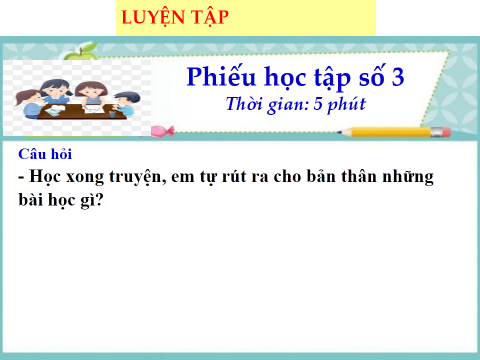 LUYỆN TẬP
Phiếu học tập số 3
Thời gian: 5 phút
Câu hỏi
- Học xong truyện, em tự rút ra cho bản thân những
bài học gì?